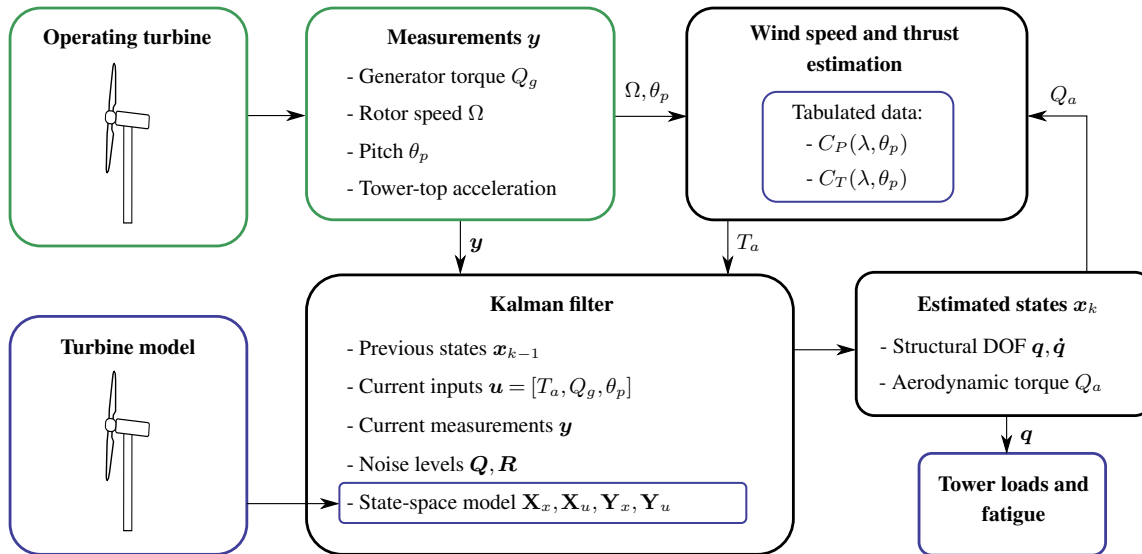 Operating turbine
Measurements y
- Generator torque Q_g
- Rotor speed Ω
- Pitch θ_p
- Tower-top acceleration
Ω, θ_p
Wind speed and thrust
estimation
Tabulated data:
- C_P(λ, θ_p)
- C_T(λ, θ_p)
Q_a
y
T_a
Turbine model
Kalman filter
- Previous states x_{k−1}
- Current inputs u = [T_a, Q_g, θ_p]
- Current measurements y
- Noise levels Q, R
- State-space model X_x, X_u, Y_x, Y_u
Estimated states x_k
- Structural DOF q, q̇
- Aerodynamic torque Q_a
q
Tower loads and
fatigue